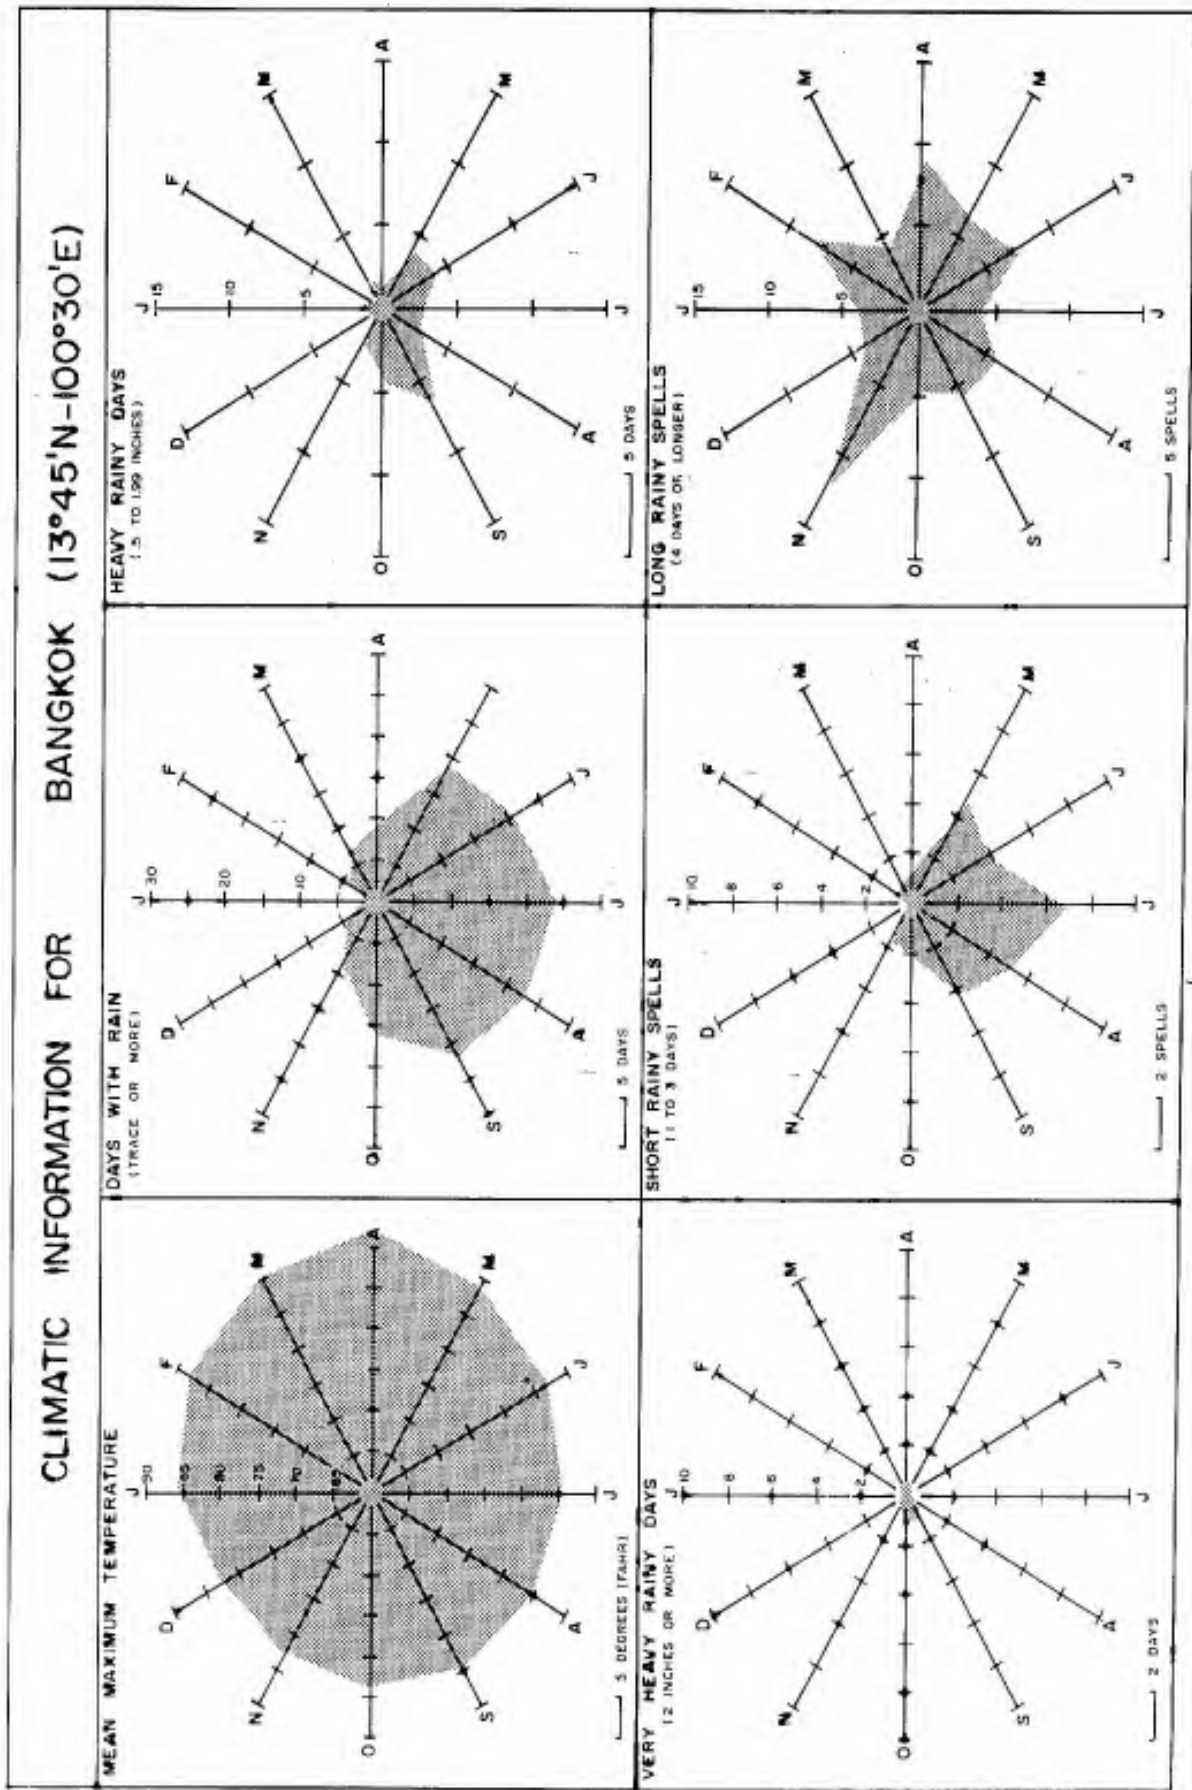 CLIMATIC INFORMATION FOR BANGKOK (13°45'N-100°30'E)
MEAN MAXIMUM TEMPERATURE
J
90
85
80
75
70
65
F
M
A
M
J
J
A
S
O
N
D
5 DEGREES (FAHR)
DAYS WITH RAIN
(TRACE OR MORE)
J
30
20
10
F
M
A
J
J
A
S
O
N
D
5 DAYS
HEAVY RAINY DAYS
(.5 TO 1.99 INCHES)
J
15
10
5
F
M
A
M
J
J
A
S
O
N
D
5 DAYS
VERY HEAVY RAINY DAYS
(2 INCHES OR MORE)
J
10
8
6
4
2
F
M
A
M
J
J
A
S
O
N
D
2 DAYS
SHORT RAINY SPELLS
(1 TO 3 DAYS)
J
10
8
6
4
2
F
M
A
M
J
J
A
S
O
N
D
2 SPELLS
LONG RAINY SPELLS
(4 DAYS OR LONGER)
J
15
10
5
F
M
A
M
J
J
A
S
O
N
D
5 SPELLS